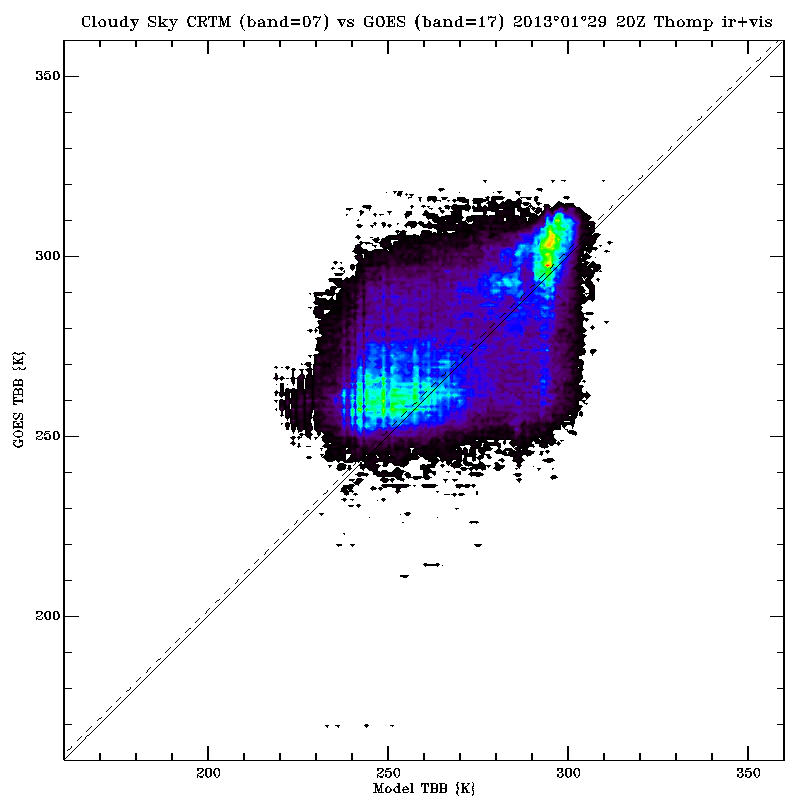 Cloudy Sky CRTM (band=07) vs GOES (band=17) 2013°01°29 20Z Thomp ir+vis
350
300
GOES TBB {K}
250
200
200 250 300 350
Model TBB {K}